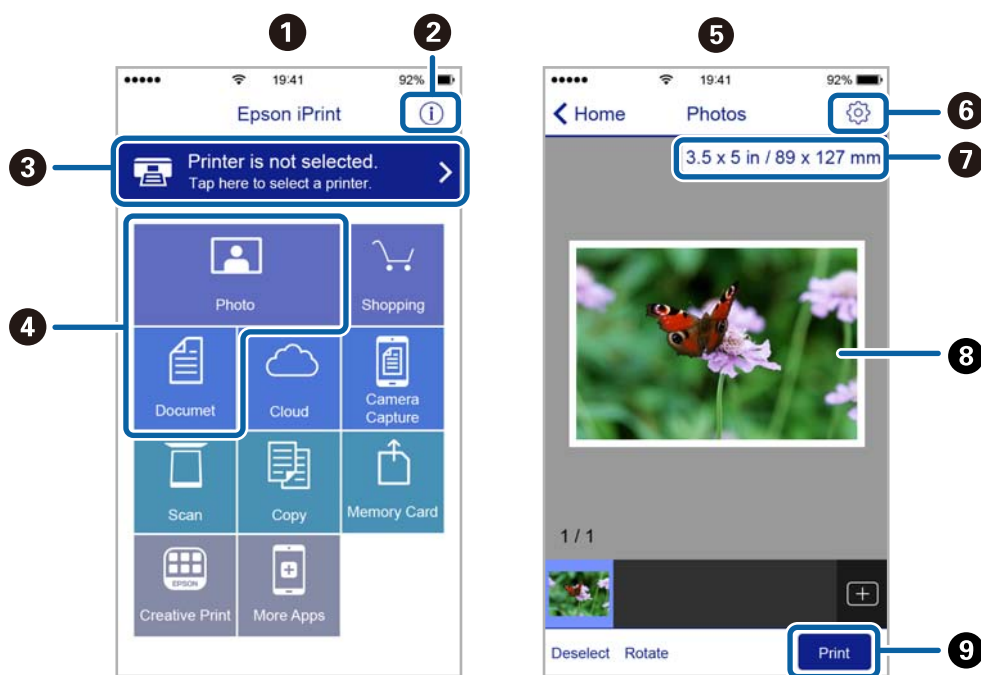 1
2
19:41
92%
Epson iPrint
i
3
Printer is not selected.
Tap here to select a printer.
4
Photo
Shopping
Documet
Cloud
Camera
Capture
Scan
Copy
Memory Card
EPSON
Creative Print
More Apps
5
19:41
92%
Home
Photos
6
3.5 x 5 in / 89 x 127 mm
7
8
1 / 1
Deselect
Rotate
Print
9